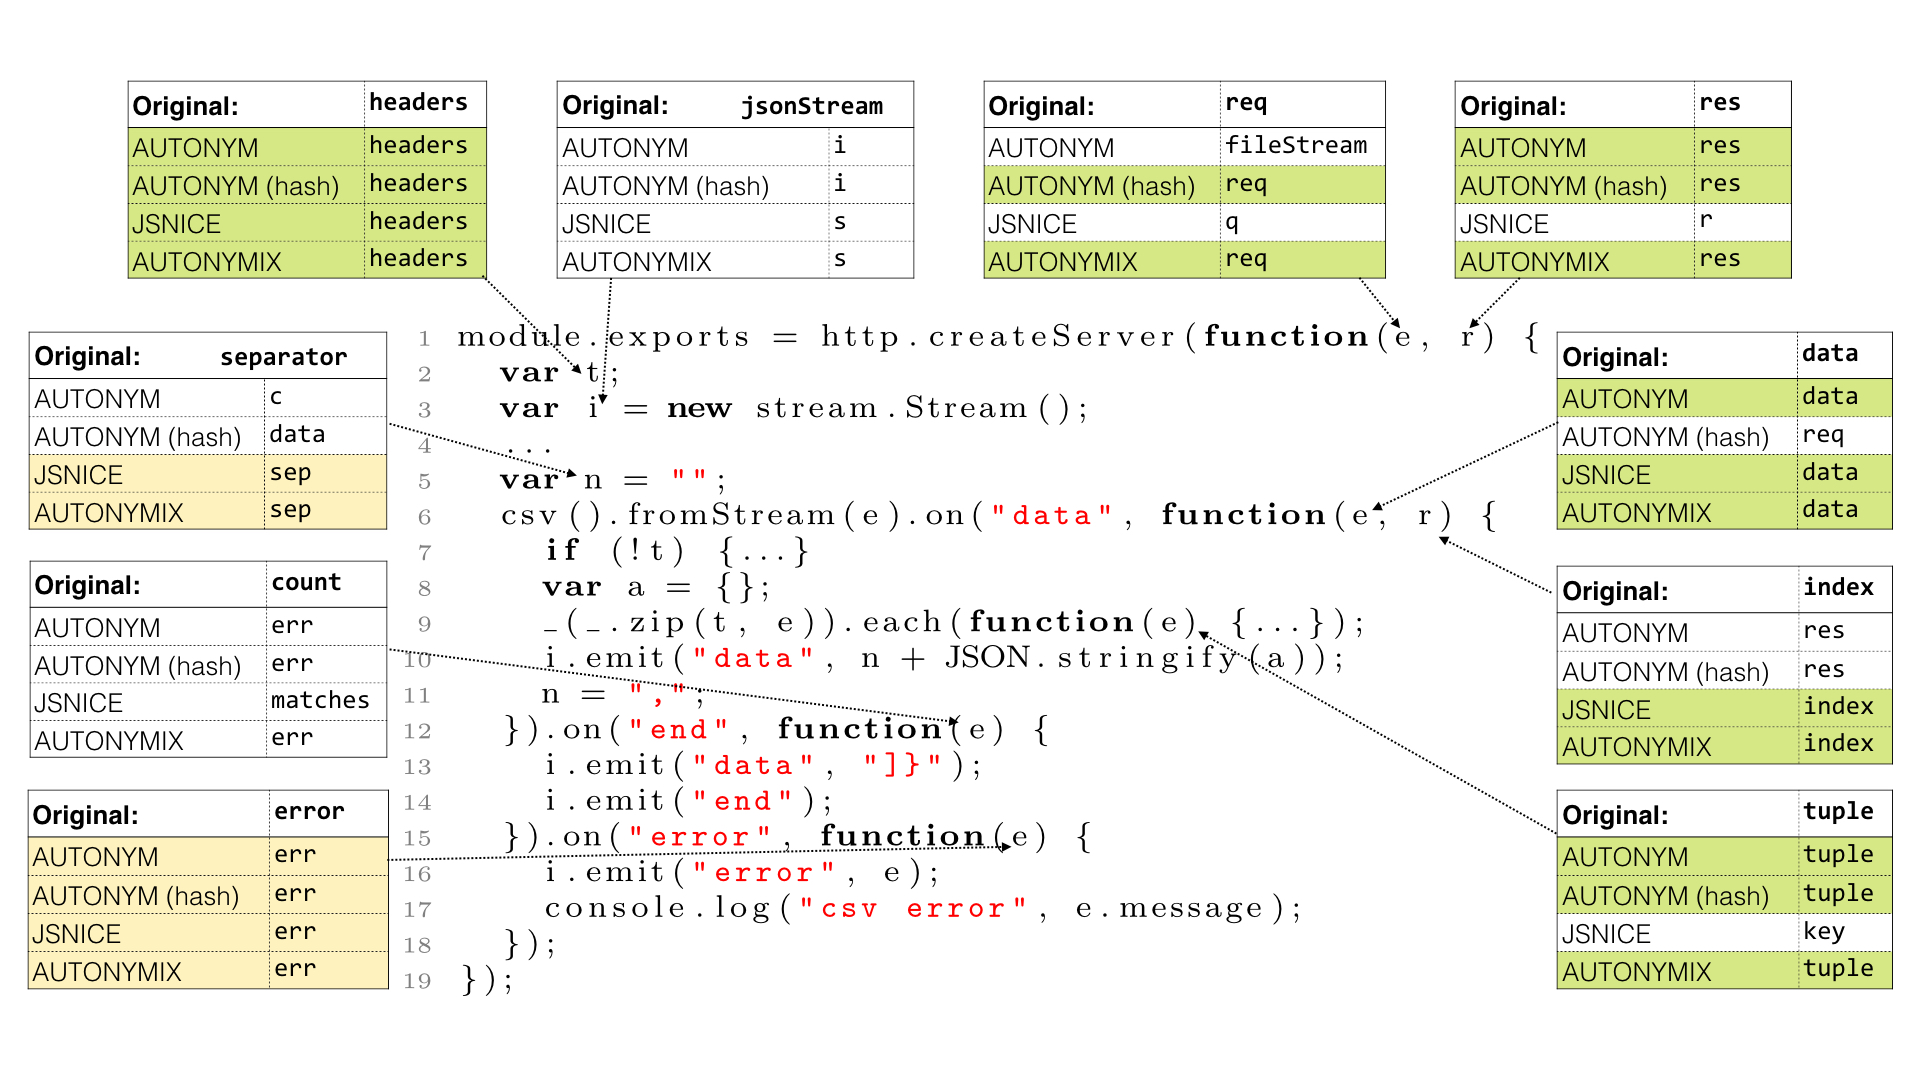 Original: headers
AUTONYM headers
AUTONYM (hash) headers
JSNICE headers
AUTONYMIX headers
Original: jsonStream
AUTONYM i
AUTONYM (hash) i
JSNICE s
AUTONYMIX s
Original: req
AUTONYM fileStream
AUTONYM (hash) req
JSNICE q
AUTONYMIX req
Original: res
AUTONYM res
AUTONYM (hash) res
JSNICE r
AUTONYMIX res
Original: separator
AUTONYM c
AUTONYM (hash) data
JSNICE sep
AUTONYMIX sep
Original: count
AUTONYM err
AUTONYM (hash) err
JSNICE matches
AUTONYMIX err
Original: error
AUTONYM err
AUTONYM (hash) err
JSNICE err
AUTONYMIX err
1 module.exports = http.createServer(function(e, r) {
2 var t;
3 var i = new stream.Stream();
4 ...
5 var n = "";
6 csv().fromStream(e).on("data", function(e, r) {
7 if (!t) {...}
8 var a = {};
9 _(_.zip(t, e)).each(function(e) {...});
10 i.emit("data", n + JSON.stringify(a));
11 n = ",";
12 }).on("end", function(e) {
13 i.emit("data", "]}");
14 i.emit("end");
15 }).on("error", function(e) {
16 i.emit("error", e);
17 console.log("csv error", e.message);
18 });
19 });
Original: data
AUTONYM data
AUTONYM (hash) req
JSNICE data
AUTONYMIX data
Original: index
AUTONYM res
AUTONYM (hash) res
JSNICE index
AUTONYMIX index
Original: tuple
AUTONYM tuple
AUTONYM (hash) tuple
JSNICE key
AUTONYMIX tuple